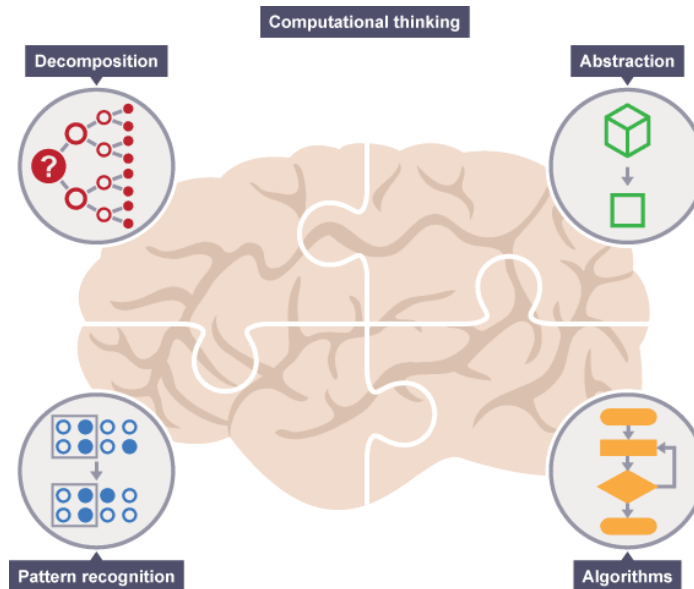 Computational thinking
Decomposition
Abstraction
?
Pattern recognition
Algorithms